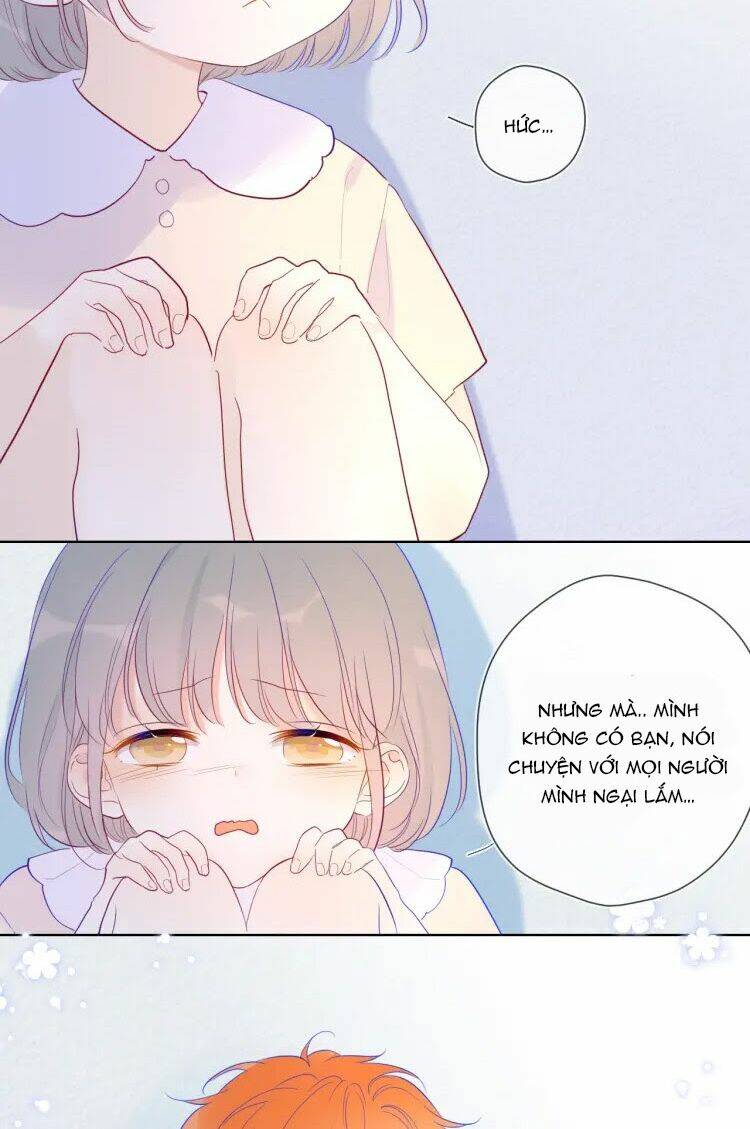 HỨC...
NHƯNG MÀ.. MÌNH
KHÔNG CÓ BẠN, NÓI
CHUYỆN VỚI MỌI NGƯỜI
MÌNH NGẠI LẮM...